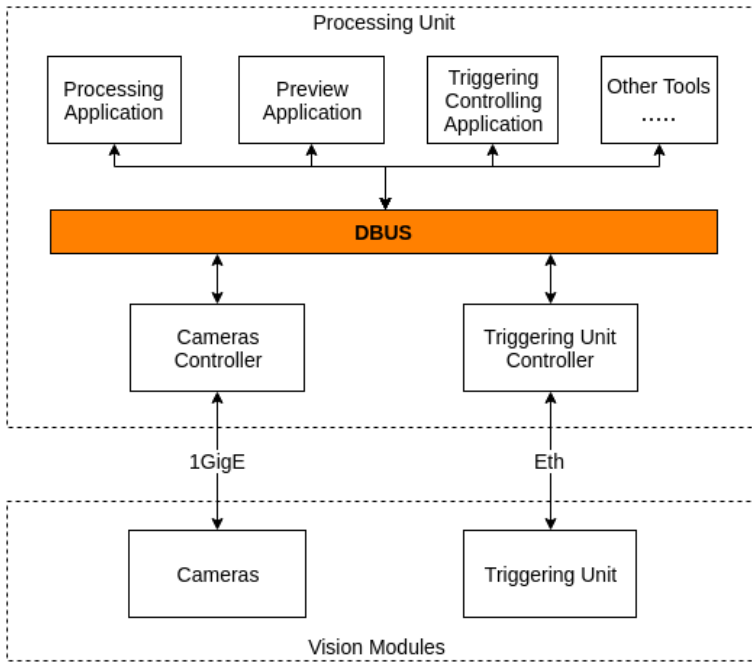 Processing Unit
Processing
Application
Preview
Application
Triggering
Controlling
Application
Other Tools
.....
DBUS
Cameras
Controller
Triggering Unit
Controller
1GigE
Eth
Cameras
Triggering Unit
Vision Modules